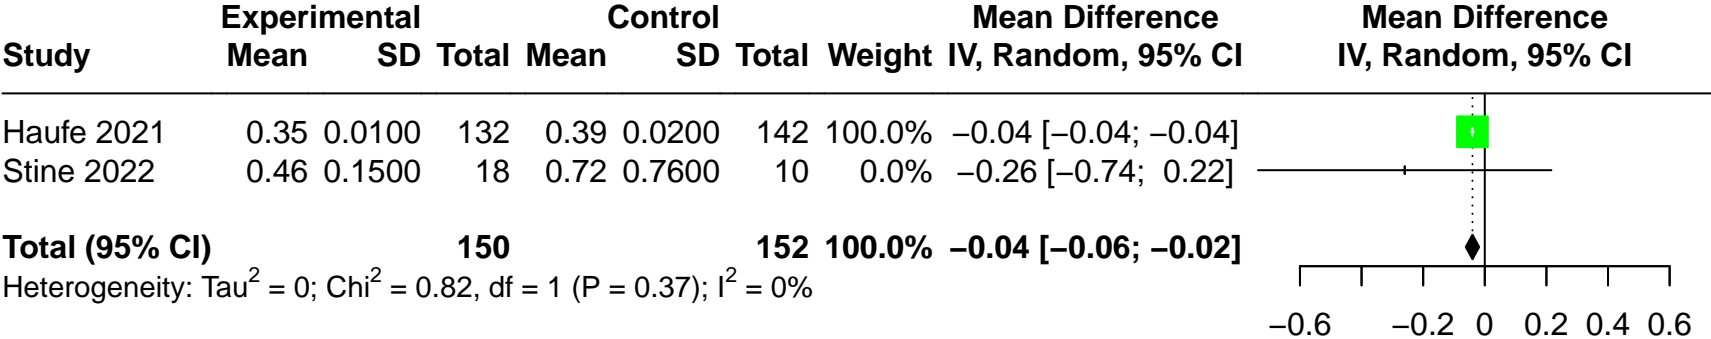 Experimental Control Mean Difference Mean Difference
Study Mean SD Total Mean SD Total Weight IV, Random, 95% CI IV, Random, 95% CI
Haufe 2021 0.35 0.0100 132 0.39 0.0200 142 100.0% −0.04 [−0.04; −0.04]
Stine 2022 0.46 0.1500 18 0.72 0.7600 10 0.0% −0.26 [−0.74; 0.22]
Total (95% CI) 150 152 100.0% −0.04 [−0.06; −0.02]
Heterogeneity: Tau² = 0; Chi² = 0.82, df = 1 (P = 0.37); I² = 0%
−0.6 −0.2 0 0.2 0.4 0.6